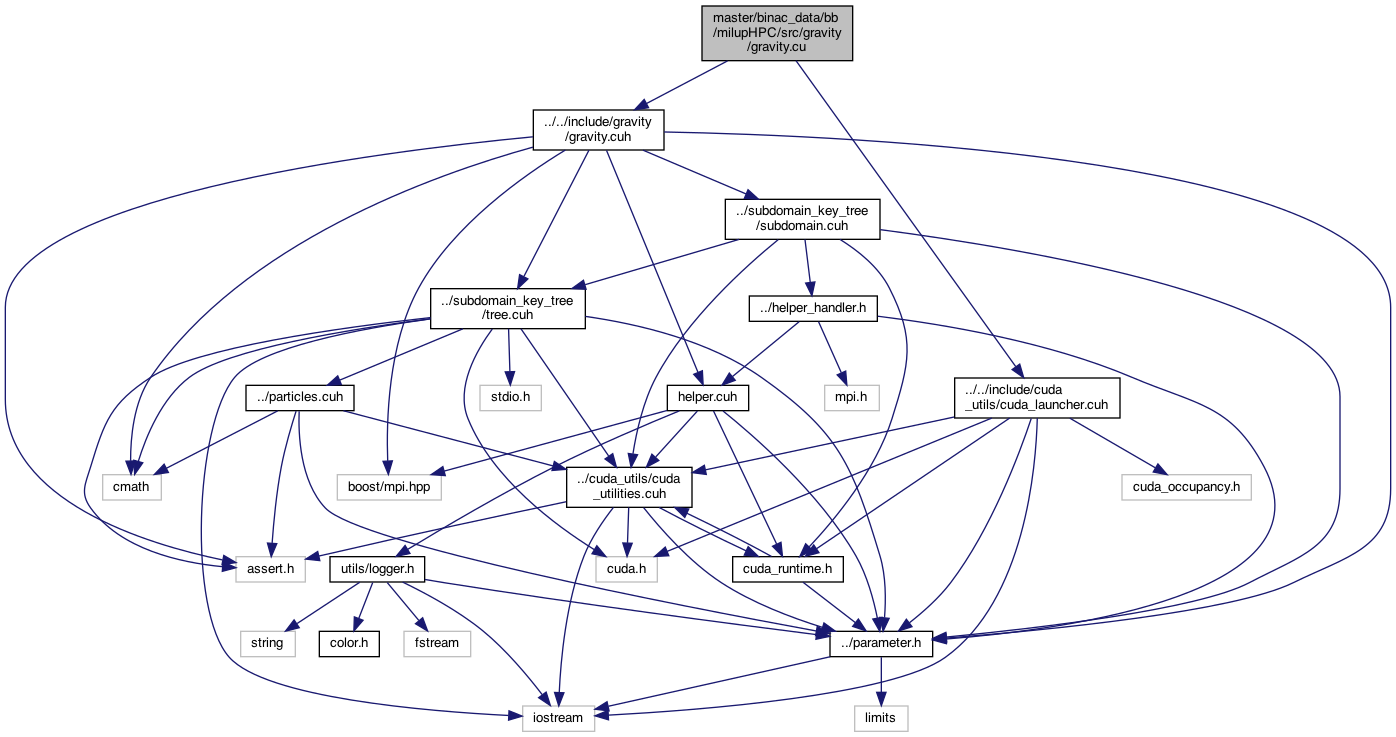 master/binac_data/bb
/milupHPC/src/gravity
/gravity.cu
../../include/gravity
/gravity.cuh
../subdomain_key_tree
/subdomain.cuh
../subdomain_key_tree
/tree.cuh
../helper_handler.h
../particles.cuh
stdio.h
helper.cuh
mpi.h
../../include/cuda
_utils/cuda_launcher.cuh
cmath
boost/mpi.hpp
../cuda_utils/cuda
_utilities.cuh
cuda_occupancy.h
assert.h
utils/logger.h
cuda.h
cuda_runtime.h
string
color.h
fstream
../parameter.h
iostream
limits